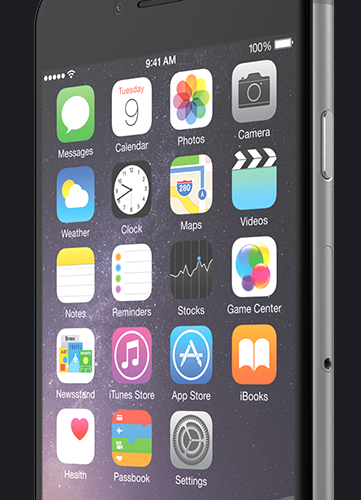 9:41 AM 100%
Tuesday
9
Messages Calendar Photos Camera
280
Weather Clock Maps Videos
Notes Reminders Stocks Game Center
Newsstand iTunes Store App Store iBooks
Health Passbook Settings